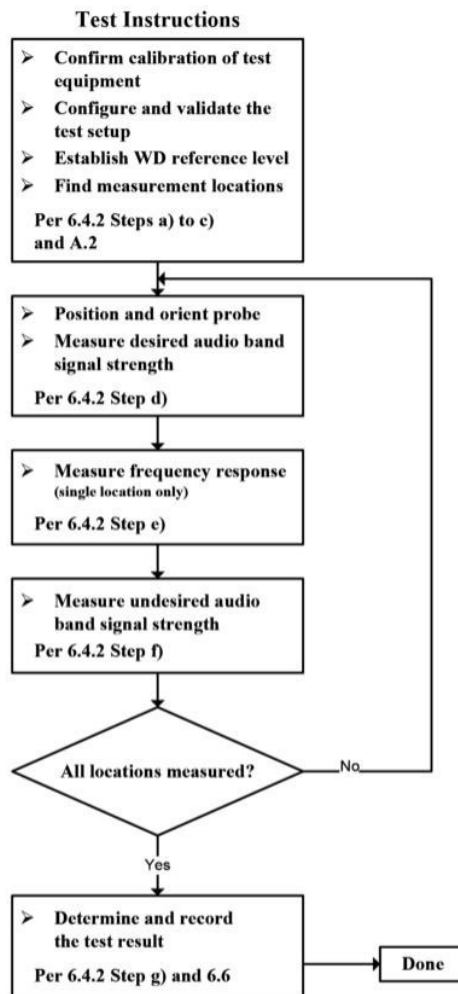 Test Instructions
➢ Confirm calibration of test
equipment
➢ Configure and validate the
test setup
➢ Establish WD reference level
➢ Find measurement locations
Per 6.4.2 Steps a) to c)
and A.2
➢ Position and orient probe
➢ Measure desired audio band
signal strength
Per 6.4.2 Step d)
➢ Measure frequency response
(single location only)
Per 6.4.2 Step e)
➢ Measure undesired audio
band signal strength
Per 6.4.2 Step f)
All locations measured?
No
Yes
➢ Determine and record
the test result
Per 6.4.2 Step g) and 6.6
Done